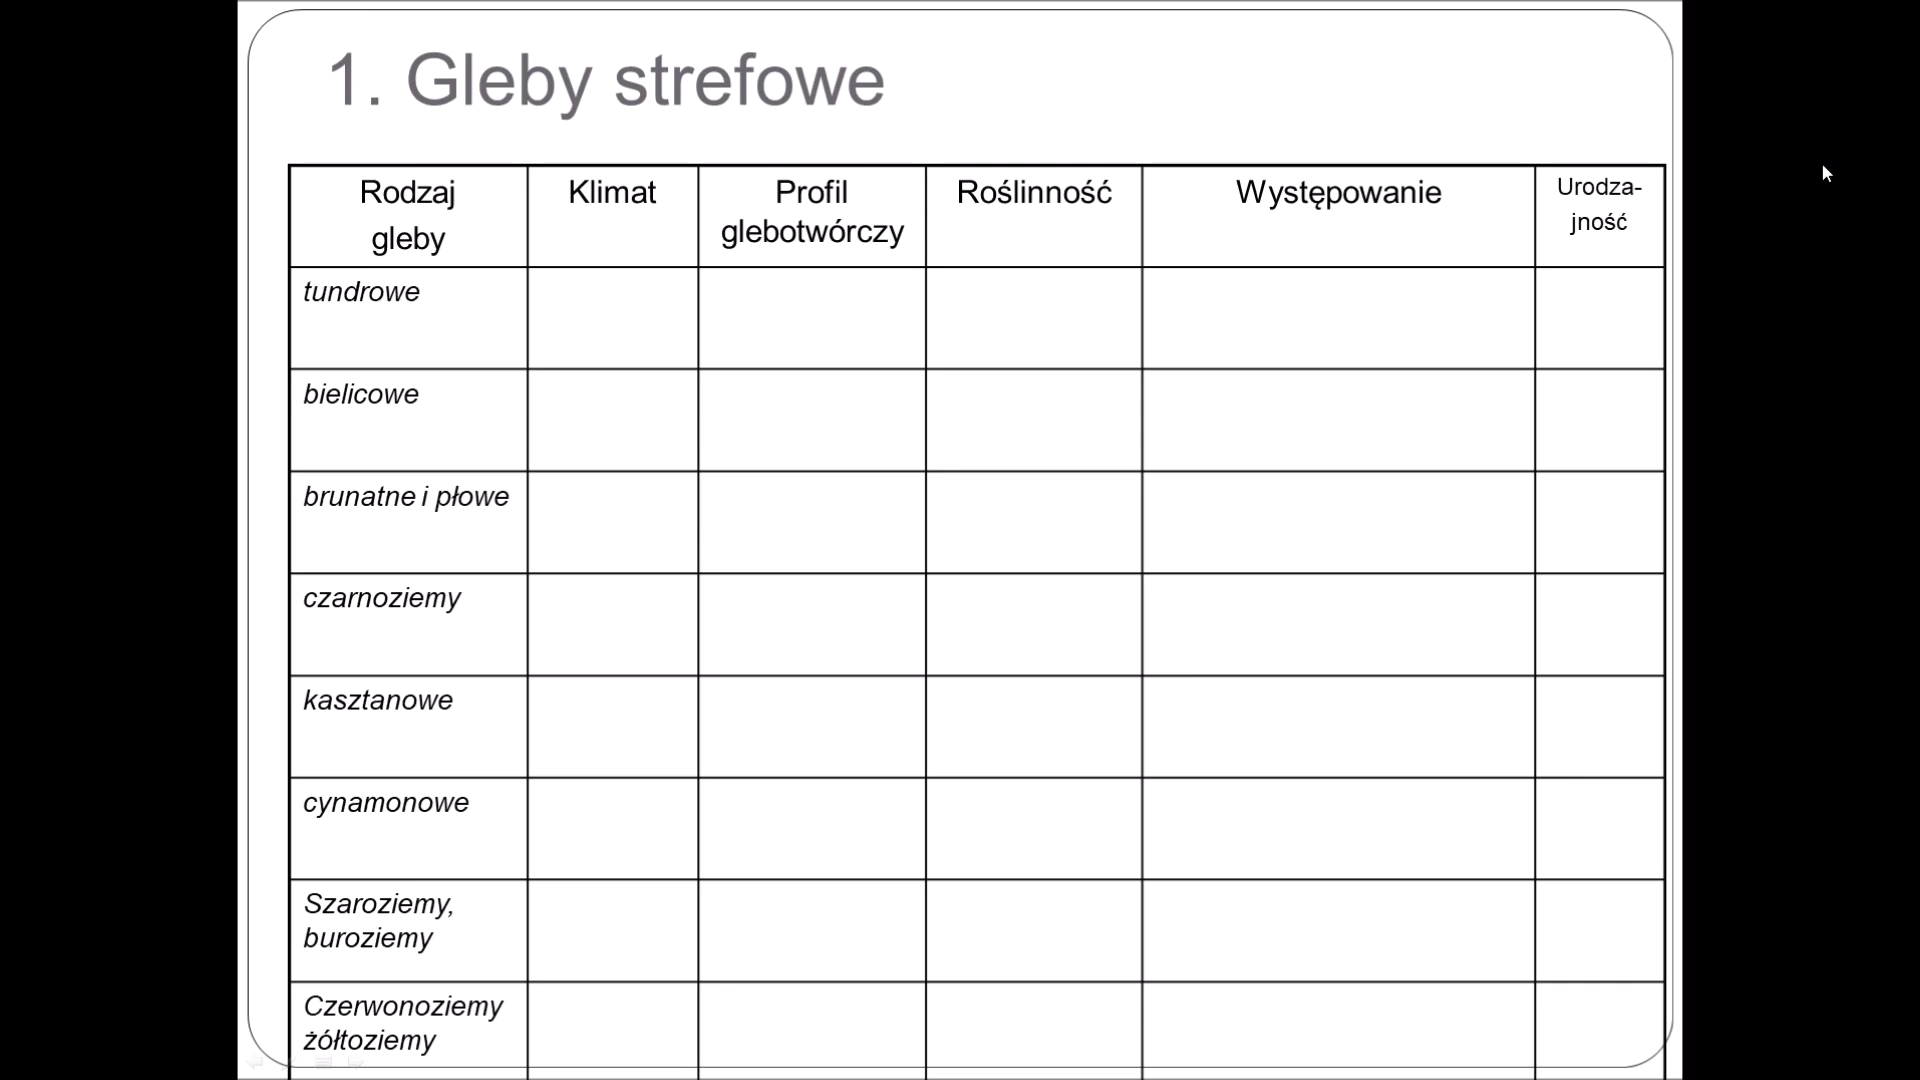 1. Gleby strefowe
Rodzaj
gleby
Klimat
Profil
glebotwórczy
Roślinność
Występowanie
Urodza-
jność
tundrowe
bielicowe
brunatne i płowe
czarnoziemy
kasztanowe
cynamonowe
Szaroziemy,
buroziemy
Czerwonoziemy
żółtoziemy